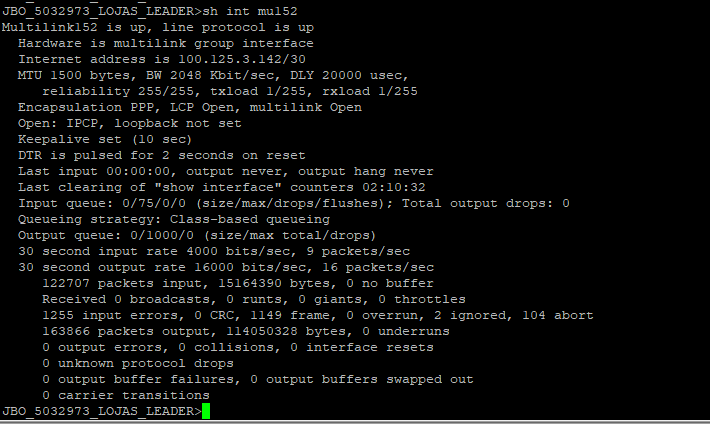 JBO_5032973_LOJAS_LEADER>sh int mu152
Multilink152 is up, line protocol is up
Hardware is multilink group interface
Internet address is 100.125.3.142/30
MTU 1500 bytes, BW 2048 Kbit/sec, DLY 20000 usec,
reliability 255/255, txload 1/255, rxload 1/255
Encapsulation PPP, LCP Open, multilink Open
Open: IPCP, loopback not set
Keepalive set (10 sec)
DTR is pulsed for 2 seconds on reset
Last input 00:00:00, output never, output hang never
Last clearing of "show interface" counters 02:10:32
Input queue: 0/75/0/0 (size/max/drops/flushes); Total output drops: 0
Queueing strategy: Class-based queueing
Output queue: 0/1000/0 (size/max total/drops)
30 second input rate 4000 bits/sec, 9 packets/sec
30 second output rate 16000 bits/sec, 16 packets/sec
122707 packets input, 15164390 bytes, 0 no buffer
Received 0 broadcasts, 0 runts, 0 giants, 0 throttles
1255 input errors, 0 CRC, 1149 frame, 0 overrun, 2 ignored, 104 abort
163866 packets output, 114050328 bytes, 0 underruns
0 output errors, 0 collisions, 0 interface resets
0 unknown protocol drops
0 output buffer failures, 0 output buffers swapped out
0 carrier transitions
JBO_5032973_LOJAS_LEADER>